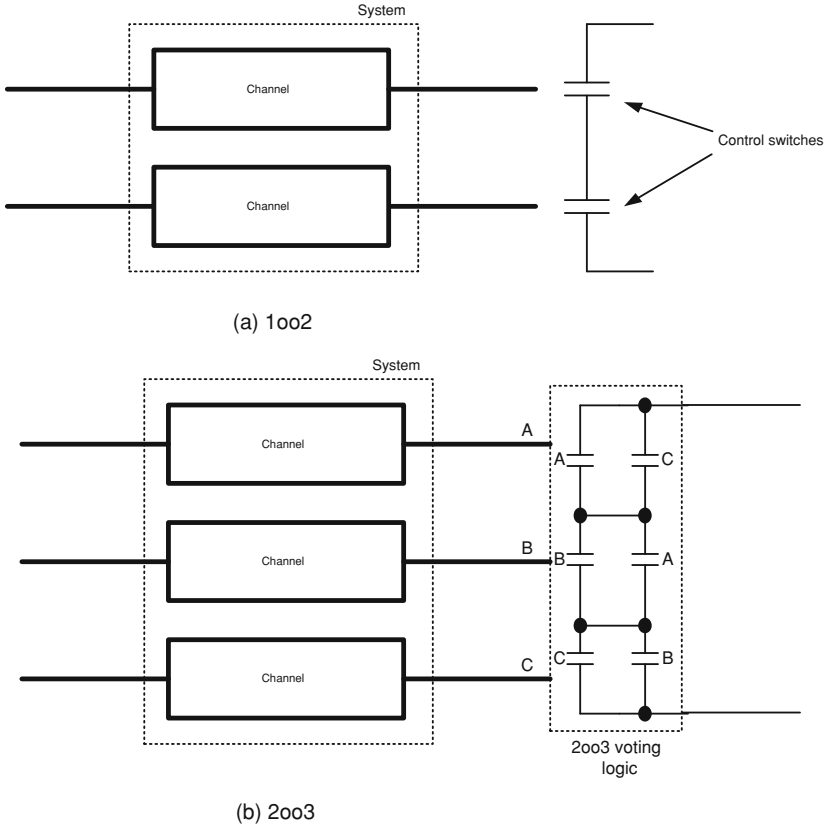 System
Channel
Control switches
Channel
(a) 1oo2
System
Channel
A
A
C
Channel
B
B
A
Channel
C
C
B
2oo3 voting
logic
(b) 2oo3